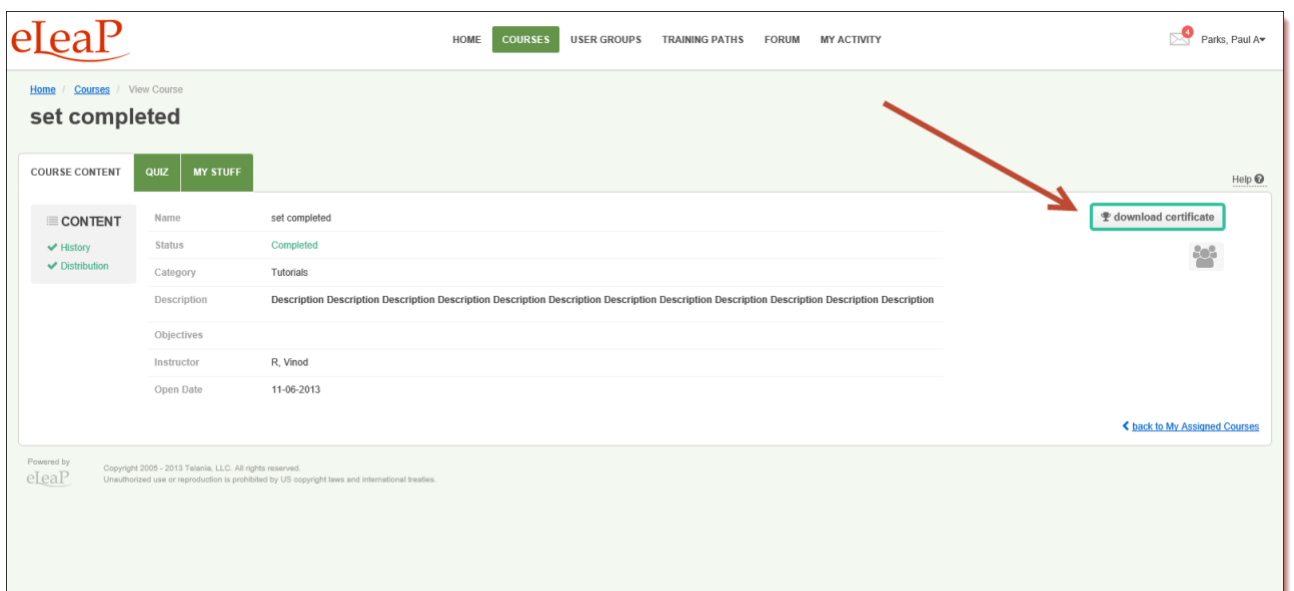 eLeaP
HOME COURSES USER GROUPS TRAINING PATHS FORUM MY ACTIVITY
4
Parks, Paul A
Home / Courses / View Course
set completed
COURSE CONTENT QUIZ MY STUFF
Help
CONTENT
History
Distribution
Name set completed
Status Completed
Category Tutorials
Description Description Description Description Description Description Description Description Description Description Description Description Description
Objectives
Instructor R, Vinod
Open Date 11-06-2013
download certificate
back to My Assigned Courses
Powered by
eLeaP
Copyright 2005 - 2013 Telania, LLC. All rights reserved.
Unauthorized use or reproduction is prohibited by US copyright laws and international treaties.